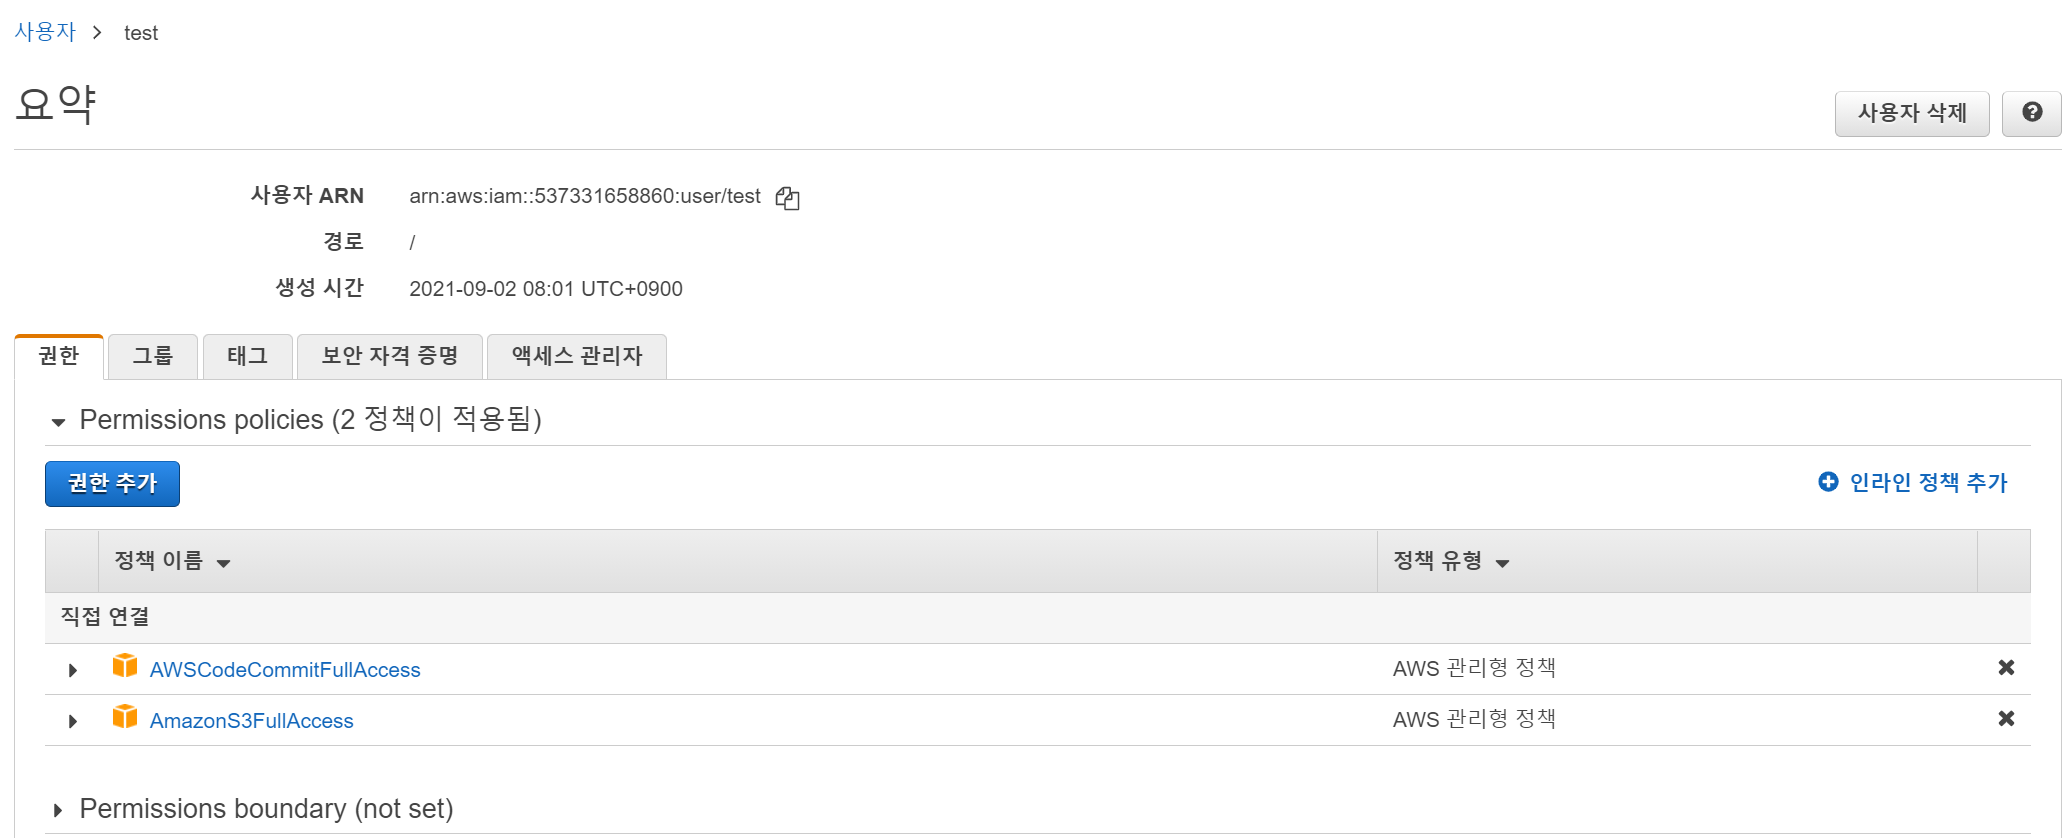 사용자 > test
요약
사용자 삭제
사용자 ARN arn:aws:iam::537331658860:user/test
경로 /
생성 시간 2021-09-02 08:01 UTC+0900
권한 그룹 태그 보안 자격 증명 액세스 관리자
Permissions policies (2 정책이 적용됨)
권한 추가 인라인 정책 추가
정책 이름 정책 유형
직접 연결
AWSCodeCommitFullAccess AWS 관리형 정책
AmazonS3FullAccess AWS 관리형 정책
Permissions boundary (not set)